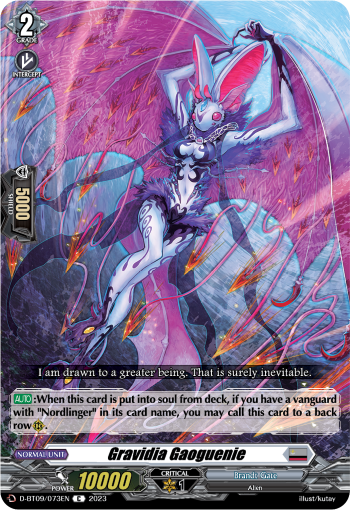 2
GRADE
INTERCEPT
5000
SHIELD
I am drawn to a greater being. That is surely inevitable.
AUTO:When this card is put into soul from deck, if you have a vanguard
with "Nordlinger" in its card name, you may call this card to a back
row R.
NORMAL UNIT
Gravidia Gaoguenie
POWER 10000
CRITICAL
1
Brandt Gate
Alien
D-BT09/073EN C 2023
illust/kutay